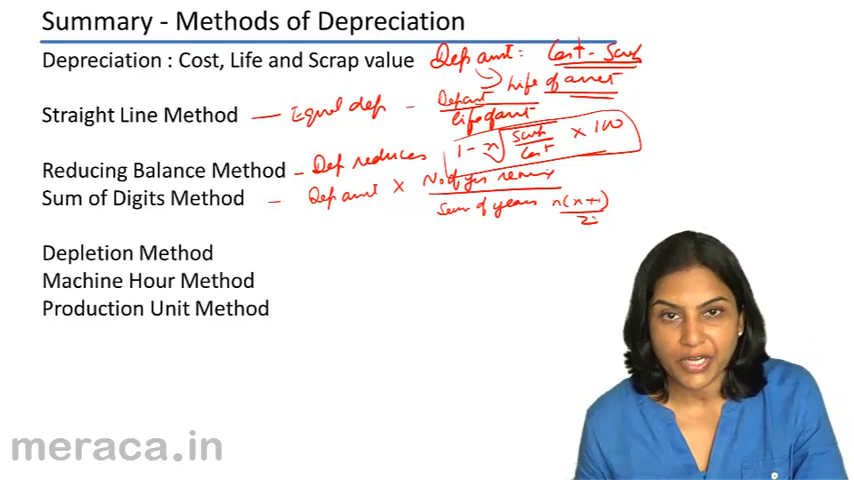 Summary - Methods of Depreciation
Depreciation : Cost, Life and Scrap value Dep amt: Cost - Scrap
Life of asset
Straight Line Method — Equal dep - Dep amt / life of asset
1 - n√ Scrap / Cost × 100
Reducing Balance Method - Dep reduces
Sum of Digits Method - Dep amt × No of yrs / Sum of years n(n+1) / 2
Depletion Method
Machine Hour Method
Production Unit Method
meraca.in